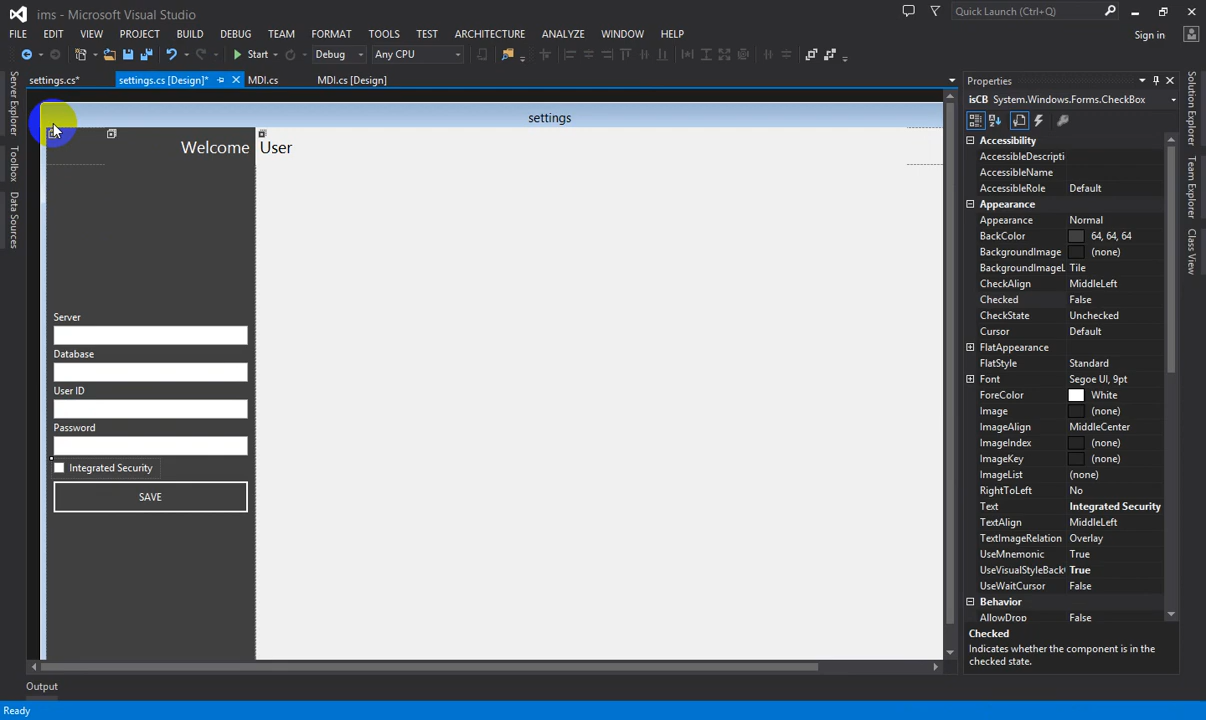 ims - Microsoft Visual Studio
Quick Launch (Ctrl+Q)
FILE EDIT VIEW PROJECT BUILD DEBUG TEAM FORMAT TOOLS TEST ARCHITECTURE ANALYZE WINDOW HELP
Sign in
Start Debug Any CPU
settings.cs* settings.cs [Design]* MDI.cs MDI.cs [Design]
Server Explorer
Toolbox
Data Sources
settings
Welcome User
Server
Database
User ID
Password
Integrated Security
SAVE
Properties
isCB System.Windows.Forms.CheckBox
Accessibility
AccessibleDescripti
AccessibleName
AccessibleRole Default
Appearance
Appearance Normal
BackColor 64, 64, 64
BackgroundImage (none)
BackgroundImageL Tile
CheckAlign MiddleLeft
Checked False
CheckState Unchecked
Cursor Default
FlatAppearance
FlatStyle Standard
Font Segoe UI, 9pt
ForeColor White
Image (none)
ImageAlign MiddleCenter
ImageIndex (none)
ImageKey (none)
ImageList (none)
RightToLeft No
Text Integrated Security
TextAlign MiddleLeft
TextImageRelation Overlay
UseMnemonic True
UseVisualStyleBack True
UseWaitCursor False
Behavior
AllowDrop False
Checked
Indicates whether the component is in the
checked state.
Solution Explorer
Team Explorer
Class View
Output
Ready